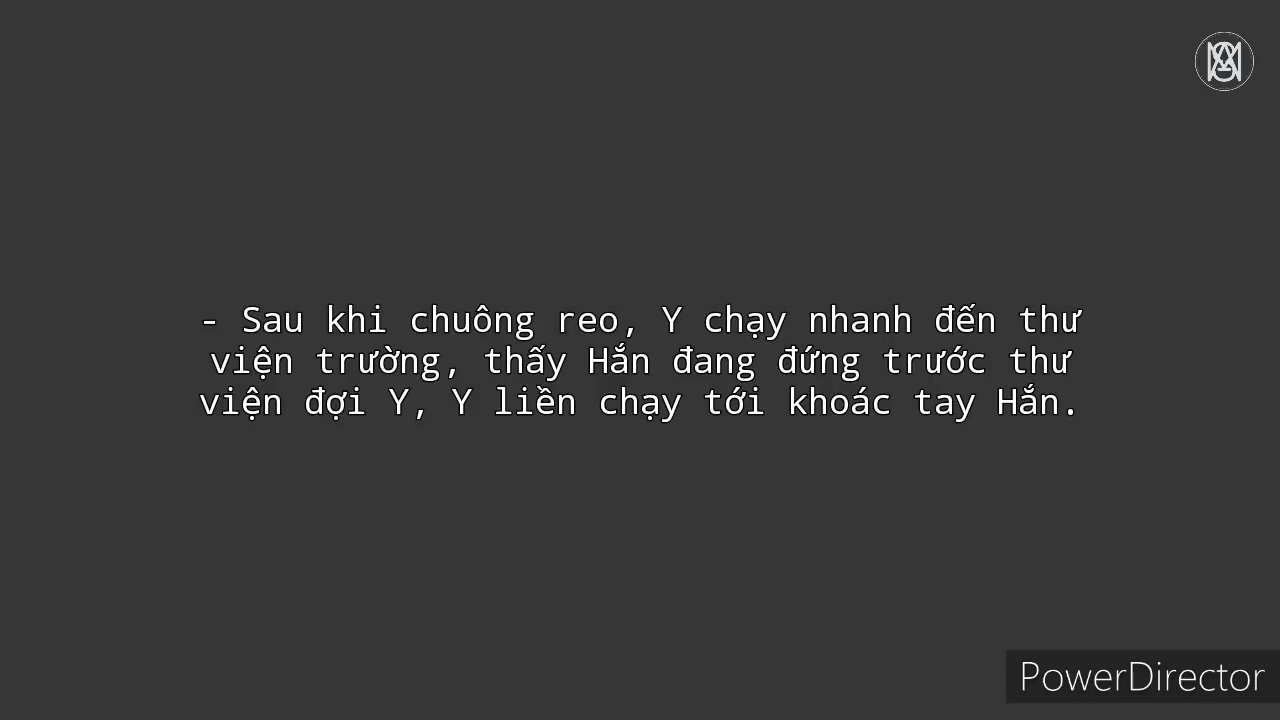 - Sau khi chuông reo, Y chạy nhanh đến thư
viện trường, thấy Hắn đang đứng trước thư
viện đợi Y, Y liền chạy tới khoác tay Hắn.
PowerDirector